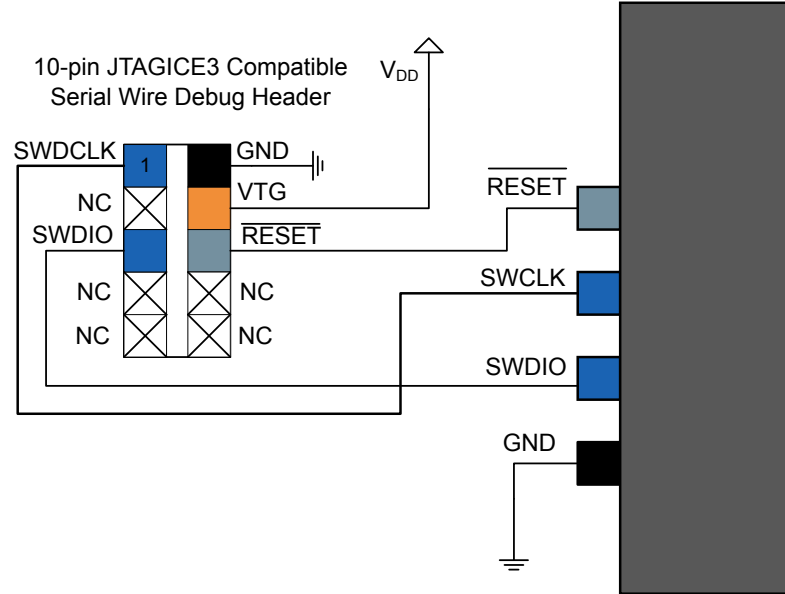 10-pin JTAGICE3 Compatible
Serial Wire Debug Header
VDD
SWDCLK
1
GND
NC
VTG
SWDIO
RESET
NC
NC
NC
NC
RESET
SWCLK
SWDIO
GND